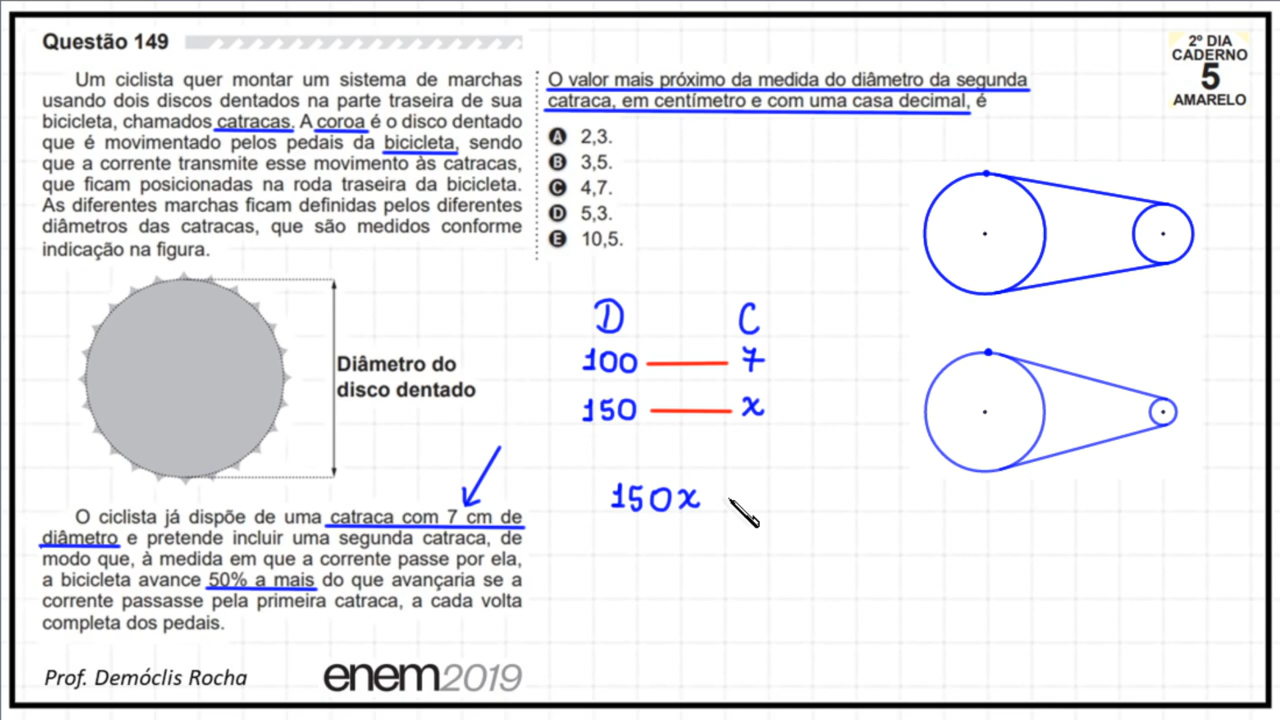 Questão 149
Um ciclista quer montar um sistema de marchas
usando dois discos dentados na parte traseira de sua
bicicleta, chamados catracas. A coroa é o disco dentado
que é movimentado pelos pedais da bicicleta, sendo
que a corrente transmite esse movimento às catracas,
que ficam posicionadas na roda traseira da bicicleta.
As diferentes marchas ficam definidas pelos diferentes
diâmetros das catracas, que são medidos conforme
indicação na figura.
Diâmetro do
disco dentado
O ciclista já dispõe de uma catraca com 7 cm de
diâmetro e pretende incluir uma segunda catraca, de
modo que, à medida em que a corrente passe por ela,
a bicicleta avance 50% a mais do que avançaria se a
corrente passasse pela primeira catraca, a cada volta
completa dos pedais.
O valor mais próximo da medida do diâmetro da segunda
catraca, em centímetro e com uma casa decimal, é
A 2,3.
B 3,5.
C 4,7.
D 5,3.
E 10,5.
D C
100 7
150 x
150x
2º DIA
CADERNO
5
AMARELO
Prof. Demóclis Rocha
enem2019